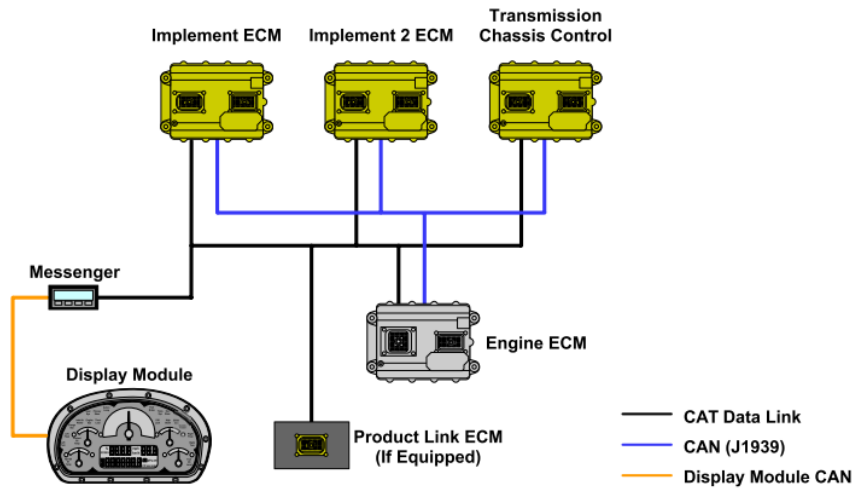 Implement ECM
Implement 2 ECM
Transmission
Chassis Control
Messenger
Engine ECM
Display Module
Product Link ECM
(If Equipped)
CAT Data Link
CAN (J1939)
Display Module CAN